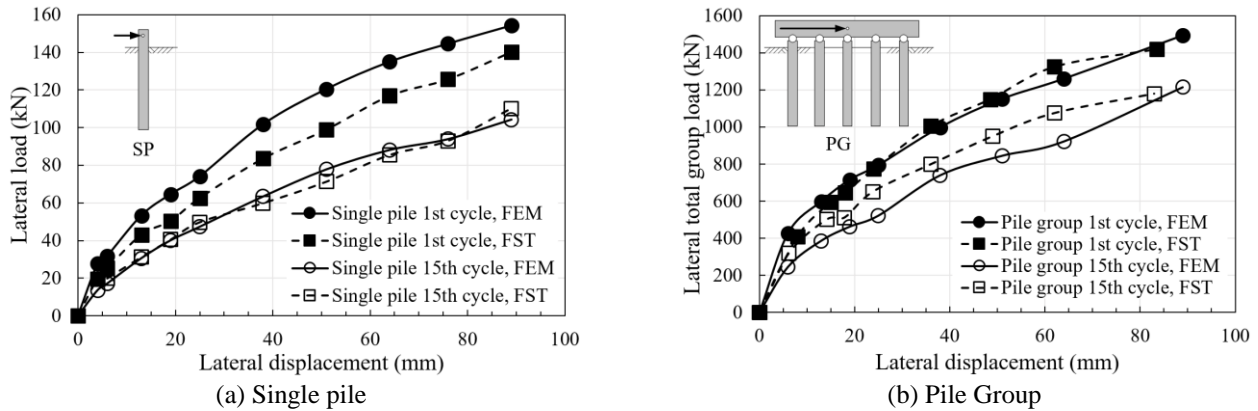 160
140
120
100
80
60
40
20
0
Lateral load (kN)
SP
Single pile 1st cycle, FEM
Single pile 1st cycle, FST
Single pile 15th cycle, FEM
Single pile 15th cycle, FST
0 20 40 60 80 100
Lateral displacement (mm)
(a) Single pile
1600
1400
1200
1000
800
600
400
200
0
Lateral total group load (kN)
PG
Pile group 1st cycle, FEM
Pile group 1st cycle, FST
Pile group 15th cycle, FEM
Pile group 15th cycle, FST
0 20 40 60 80 100
Lateral displacement (mm)
(b) Pile Group